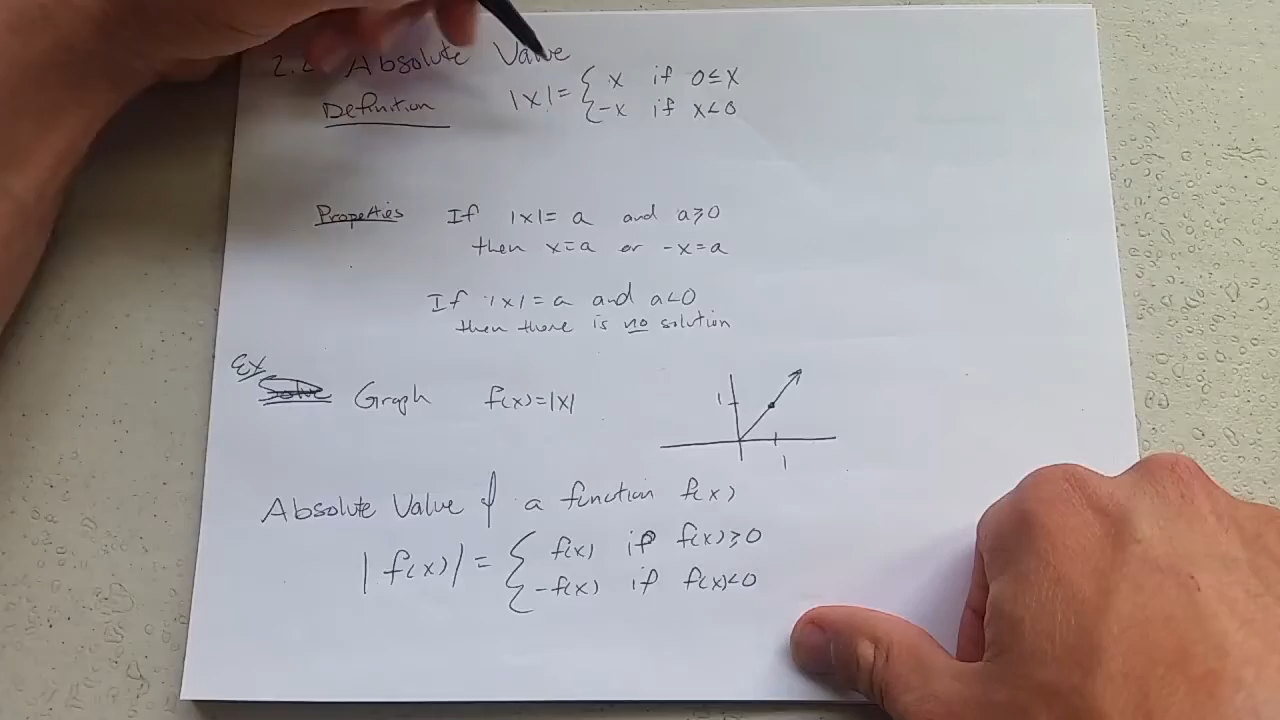 2. Absolute Value
Definition |x| = { x if 0≤x
{ -x if x<0
Properties If |x| = a and a≥0
then x=a or -x=a
If |x| = a and a<0
then there is no solution
Ex
Graph f(x)=|x|
1
1
Absolute Value of a function f(x)
|f(x)| = { f(x) if f(x)≥0
{ -f(x) if f(x)<0